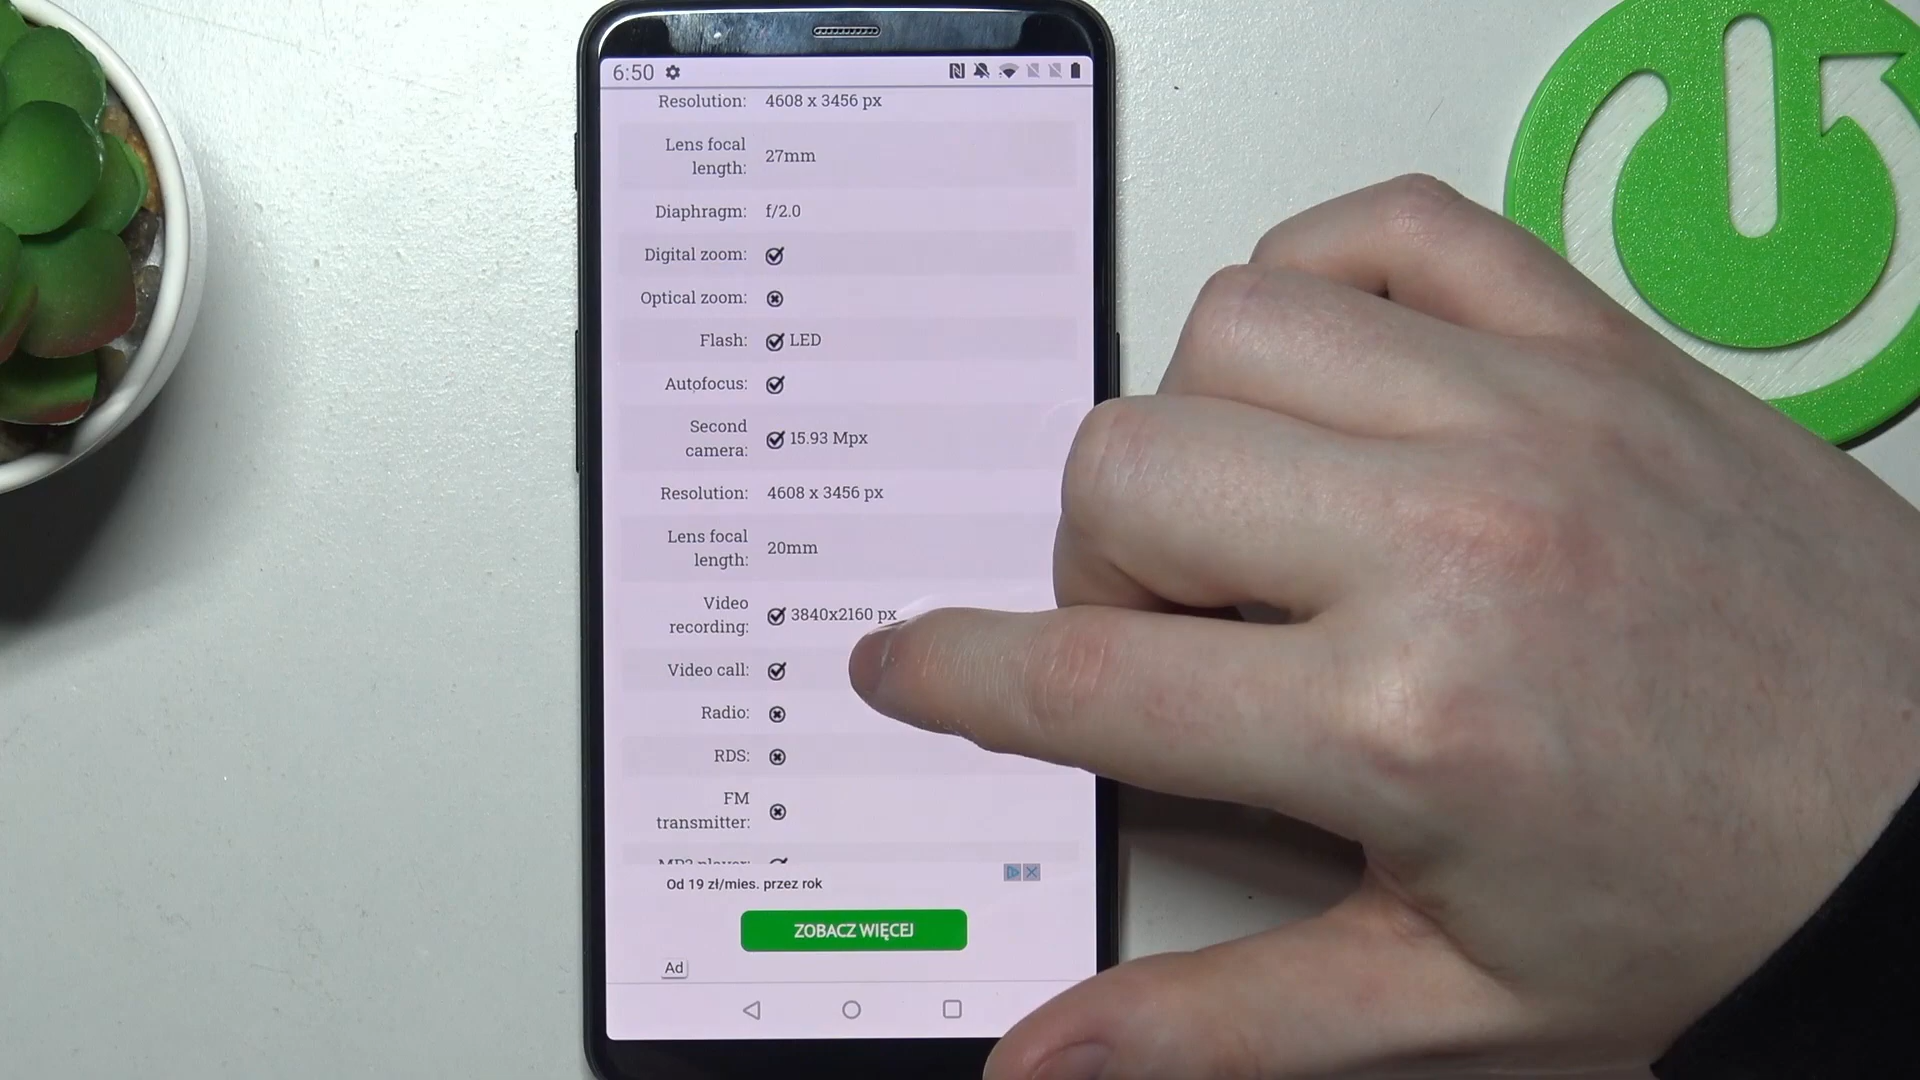 6:50
Resolution: 4608 x 3456 px
Lens focal
length: 27mm
Diaphragm: f/2.0
Digital zoom:
Optical zoom:
Flash: LED
Autofocus:
Second
camera: 15.93 Mpx
Resolution: 4608 x 3456 px
Lens focal
length: 20mm
Video
recording: 3840x2160 px
Video call:
Radio:
RDS:
FM
transmitter:
MP3 player:
Od 19 zł/mies. przez rok
ZOBACZ WIĘCEJ
Ad